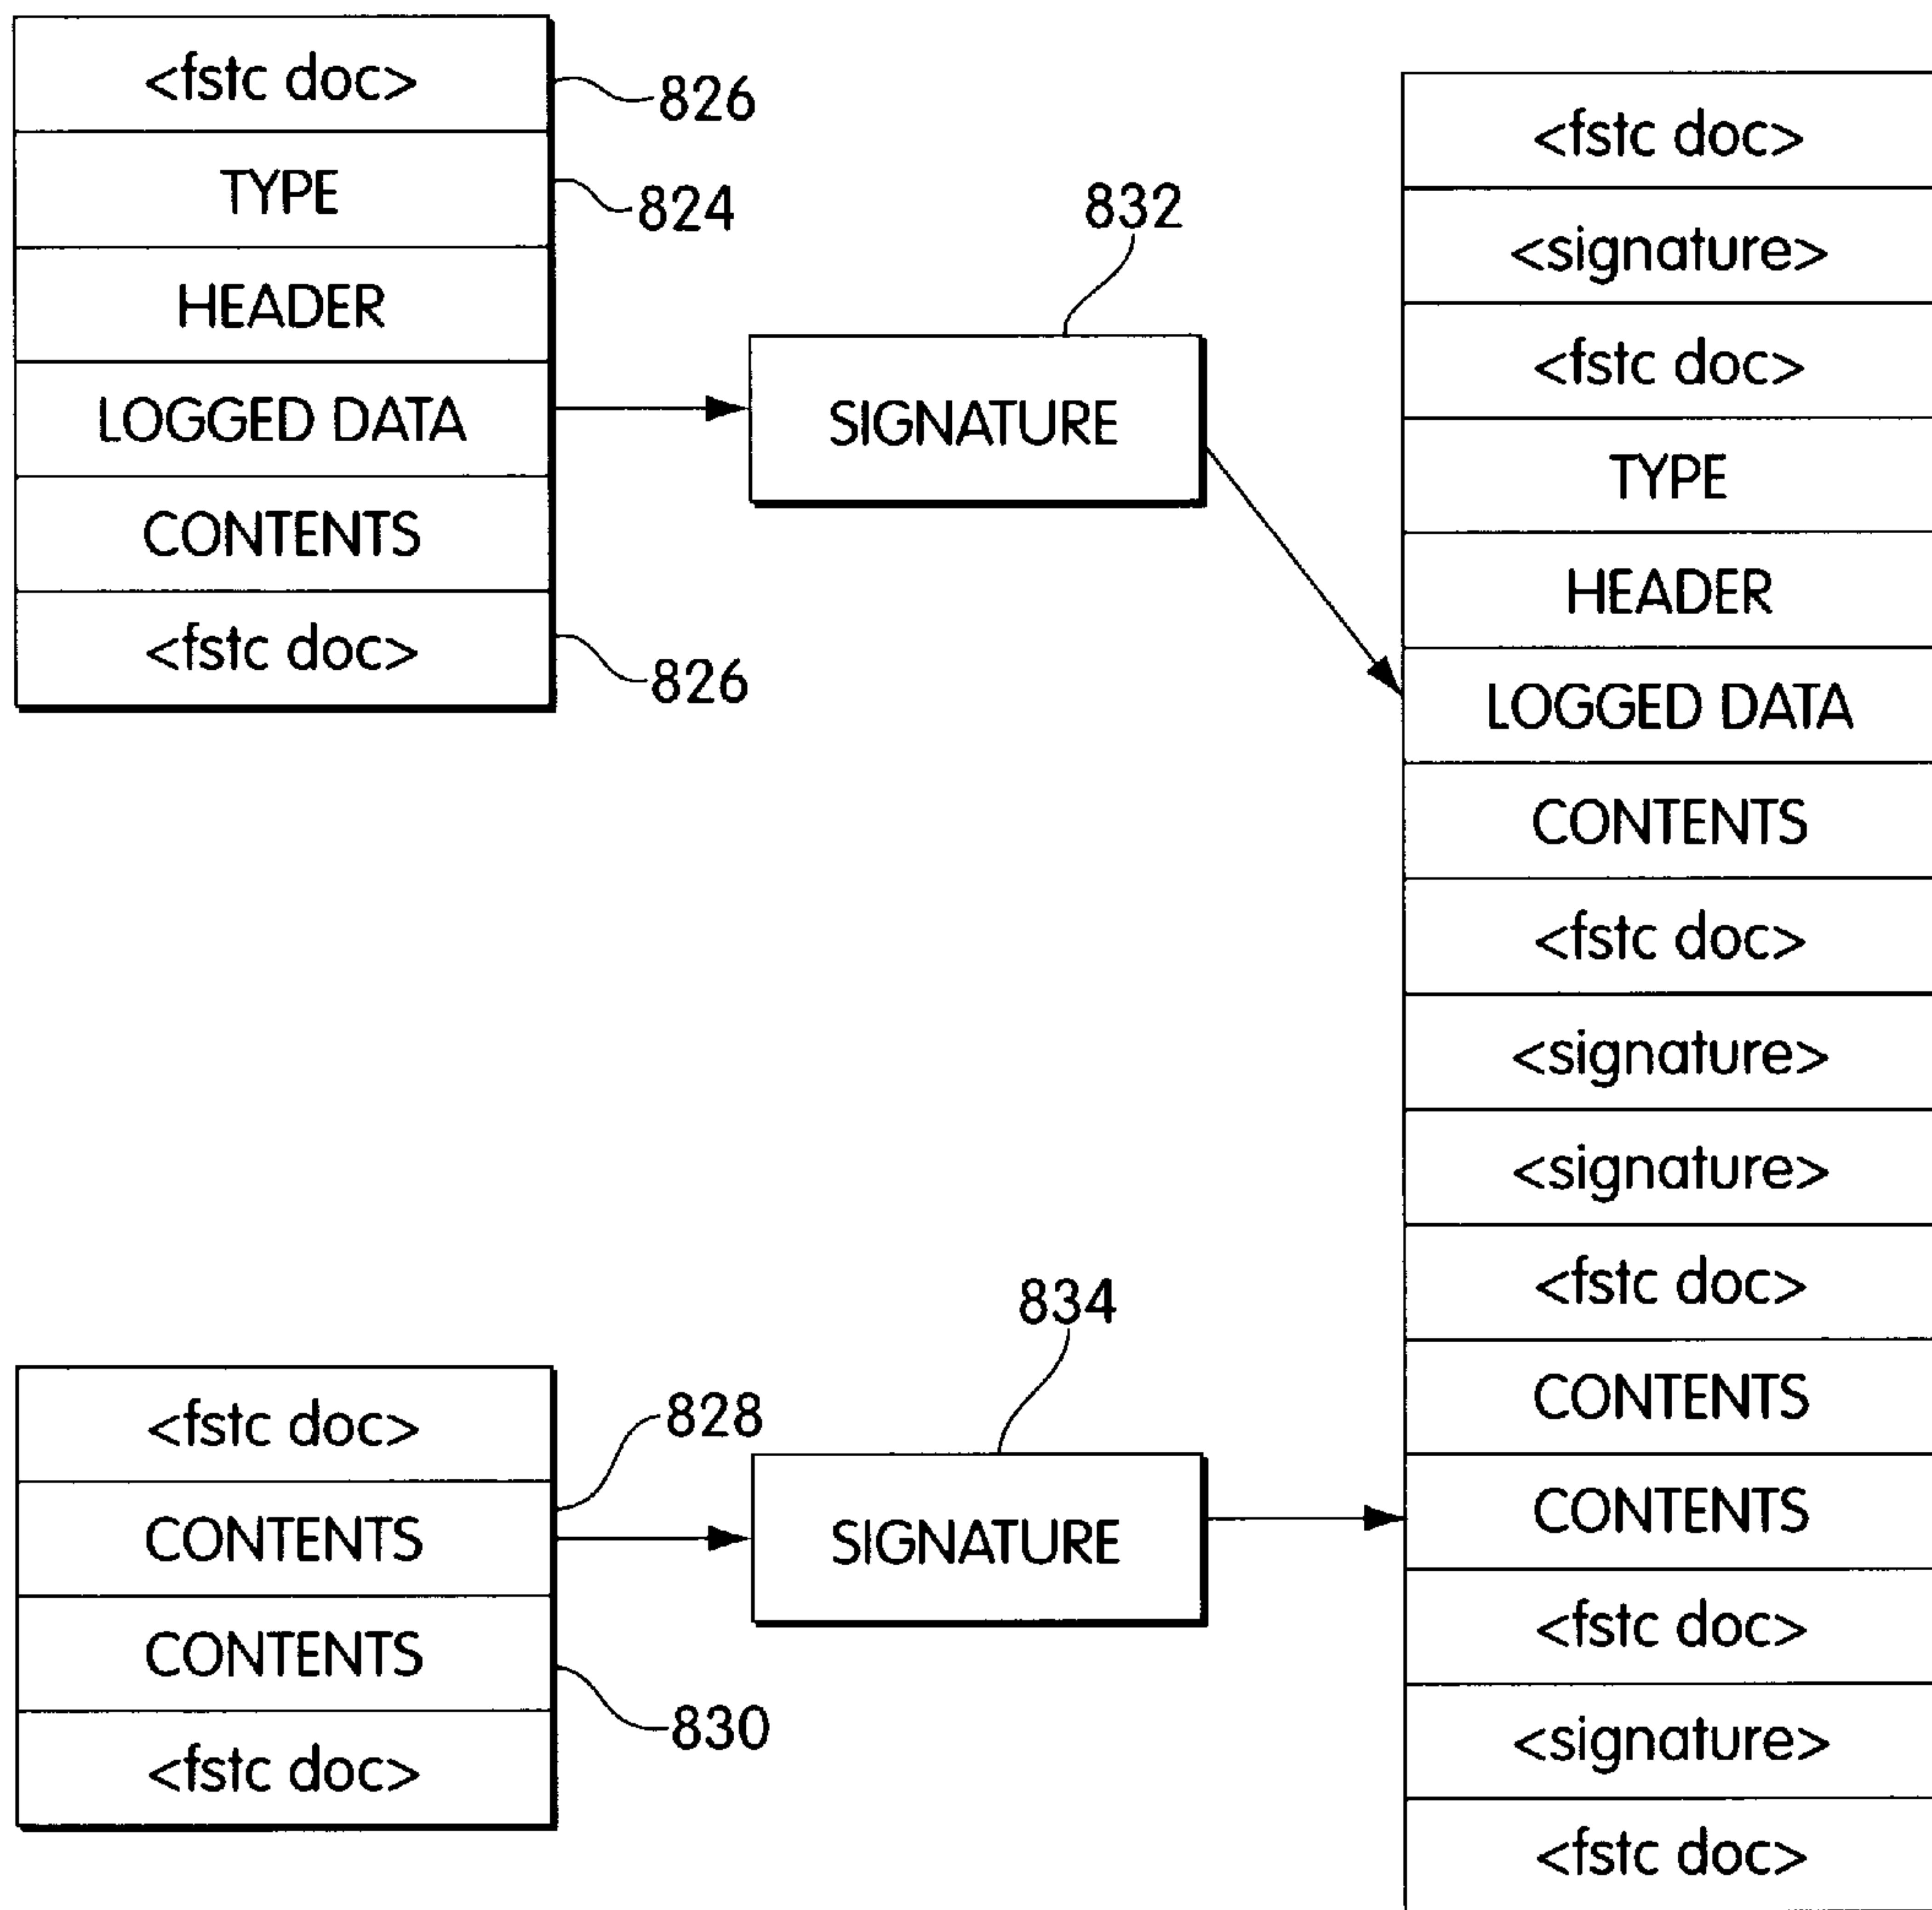 <fstc doc>
826
TYPE
824
HEADER
LOGGED DATA
CONTENTS
<fstc doc>
826
832
SIGNATURE
<fstc doc>
CONTENTS
828
CONTENTS
830
<fstc doc>
834
SIGNATURE
<fstc doc>
<signature>
<fstc doc>
TYPE
HEADER
LOGGED DATA
CONTENTS
<fstc doc>
<signature>
<signature>
<fstc doc>
CONTENTS
CONTENTS
<fstc doc>
<signature>
<fstc doc>